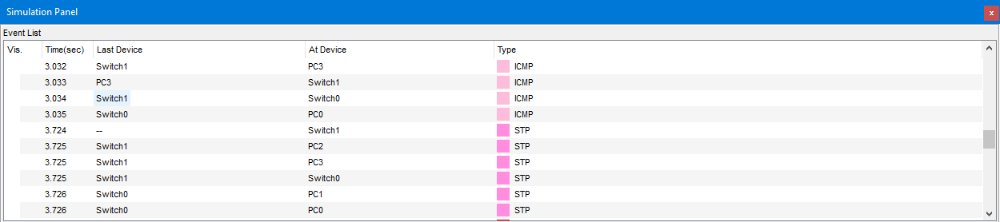 Simulation Panel
x
Event List
Vis. Time(sec) Last Device At Device Type
3.032 Switch1 PC3 ICMP
3.033 PC3 Switch1 ICMP
3.034 Switch1 Switch0 ICMP
3.035 Switch0 PC0 ICMP
3.724 -- Switch1 STP
3.725 Switch1 PC2 STP
3.725 Switch1 PC3 STP
3.725 Switch1 Switch0 STP
3.726 Switch0 PC1 STP
3.726 Switch0 PC0 STP